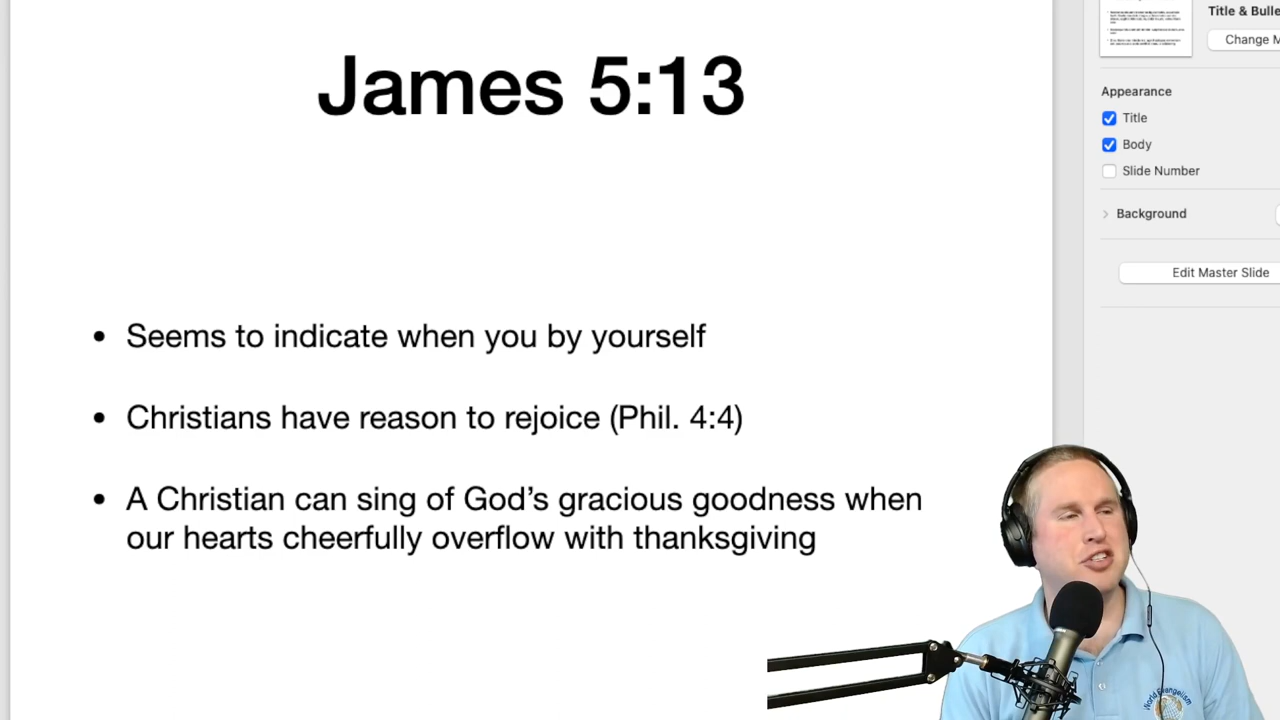 James 5:13
• Seems to indicate when you by yourself
• Christians have reason to rejoice (Phil. 4:4)
• A Christian can sing of God’s gracious goodness when
our hearts cheerfully overflow with thanksgiving
Title & Bulle
Change M
Appearance
Title
Body
Slide Number
Background
Edit Master Slide
World Evangelism